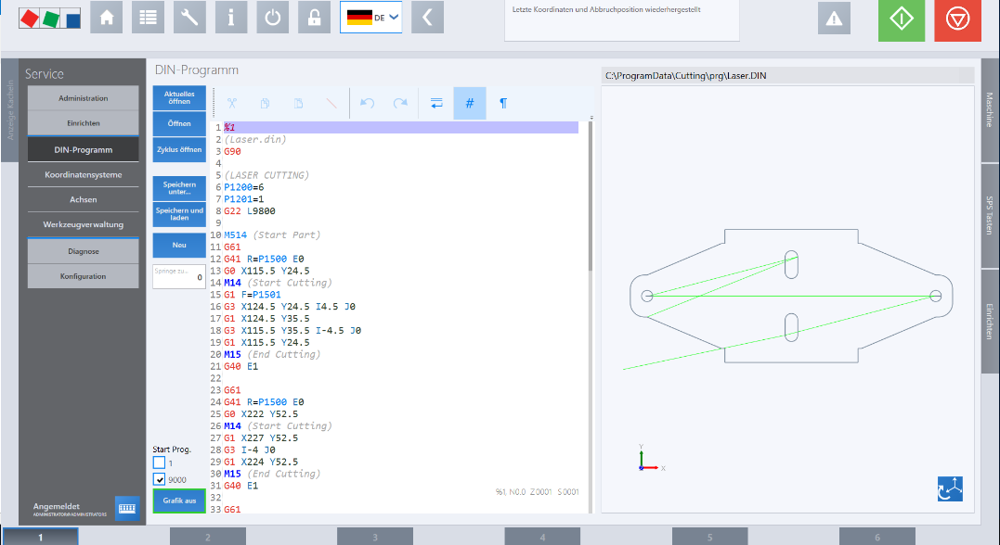 DE
Letzte Koordinaten und Abbruchposition wiederhergestellt
Anzeige Kacheln
Service
Administration
Einrichten
DIN-Programm
Koordinatensysteme
Achsen
Werkzeugverwaltung
Diagnose
Konfiguration
Angemeldet
ADMINISTRATOR@ADMINISTRATORS
DIN-Programm
Aktuelles
öffnen
Öffnen
Zyklus öffnen
Speichern
unter...
Speichern und
laden
Neu
Springe zu...
0
Start Prog.
1
9000
Grafik aus
# ¶
1 %1
2 (Laser.din)
3 G90
4
5 (LASER CUTTING)
6 P1200=6
7 P1201=1
8 G22 L9800
9
10 M514 (Start Part)
11 G61
12 G41 R=P1500 E0
13 G0 X115.5 Y24.5
14 M14 (Start Cutting)
15 G1 F=P1501
16 G3 X124.5 Y24.5 I4.5 J0
17 G1 X124.5 Y35.5
18 G3 X115.5 Y35.5 I-4.5 J0
19 G1 X115.5 Y24.5
20 M15 (End Cutting)
21 G40 E1
22
23 G61
24 G41 R=P1500 E0
25 G0 X222 Y52.5
26 M14 (Start Cutting)
27 G1 X227 Y52.5
28 G3 I-4 J0
29 G1 X224 Y52.5
30 M15 (End Cutting)
31 G40 E1
32
33 G61
%1, N0.0 Z0001 S0001
C:\ProgramData\Cutting\prg\Laser.DIN
Y
X
Maschine
SPS Tasten
Einrichten
1
2
3
4
5
6